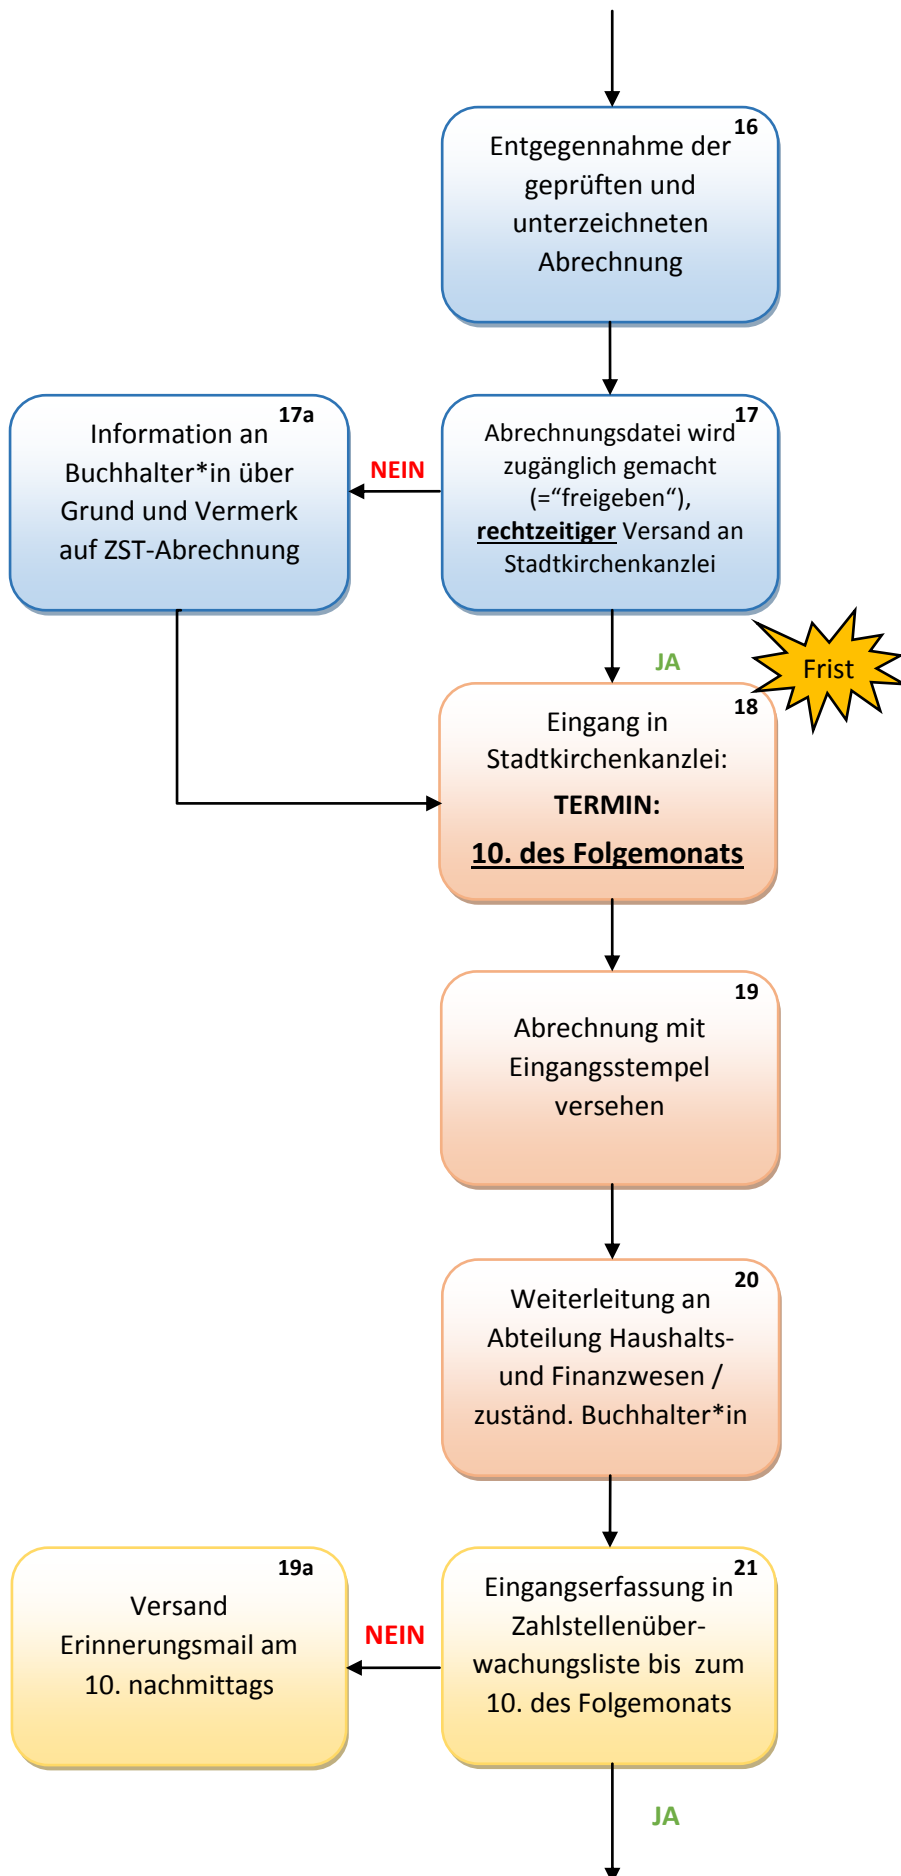 16
Entgegennahme der
geprüften und
unterzeichneten
Abrechnung
17a
Information an
Buchhalter*in über
Grund und Vermerk
auf ZST-Abrechnung
NEIN
17
Abrechnungsdatei wird
zugänglich gemacht
(=“freigeben“),
rechtzeitiger Versand an
Stadtkirchenkanzlei
JA
Frist
18
Eingang in
Stadtkirchenkanzlei:
TERMIN:
10. des Folgemonats
19
Abrechnung mit
Eingangsstempel
versehen
20
Weiterleitung an
Abteilung Haushalts-
und Finanzwesen /
zuständ. Buchhalter*in
19a
Versand
Erinnerungsmail am
10. nachmittags
NEIN
21
Eingangserfassung in
Zahlstellenüber-
wachungsliste bis  zum
10. des Folgemonats
JA